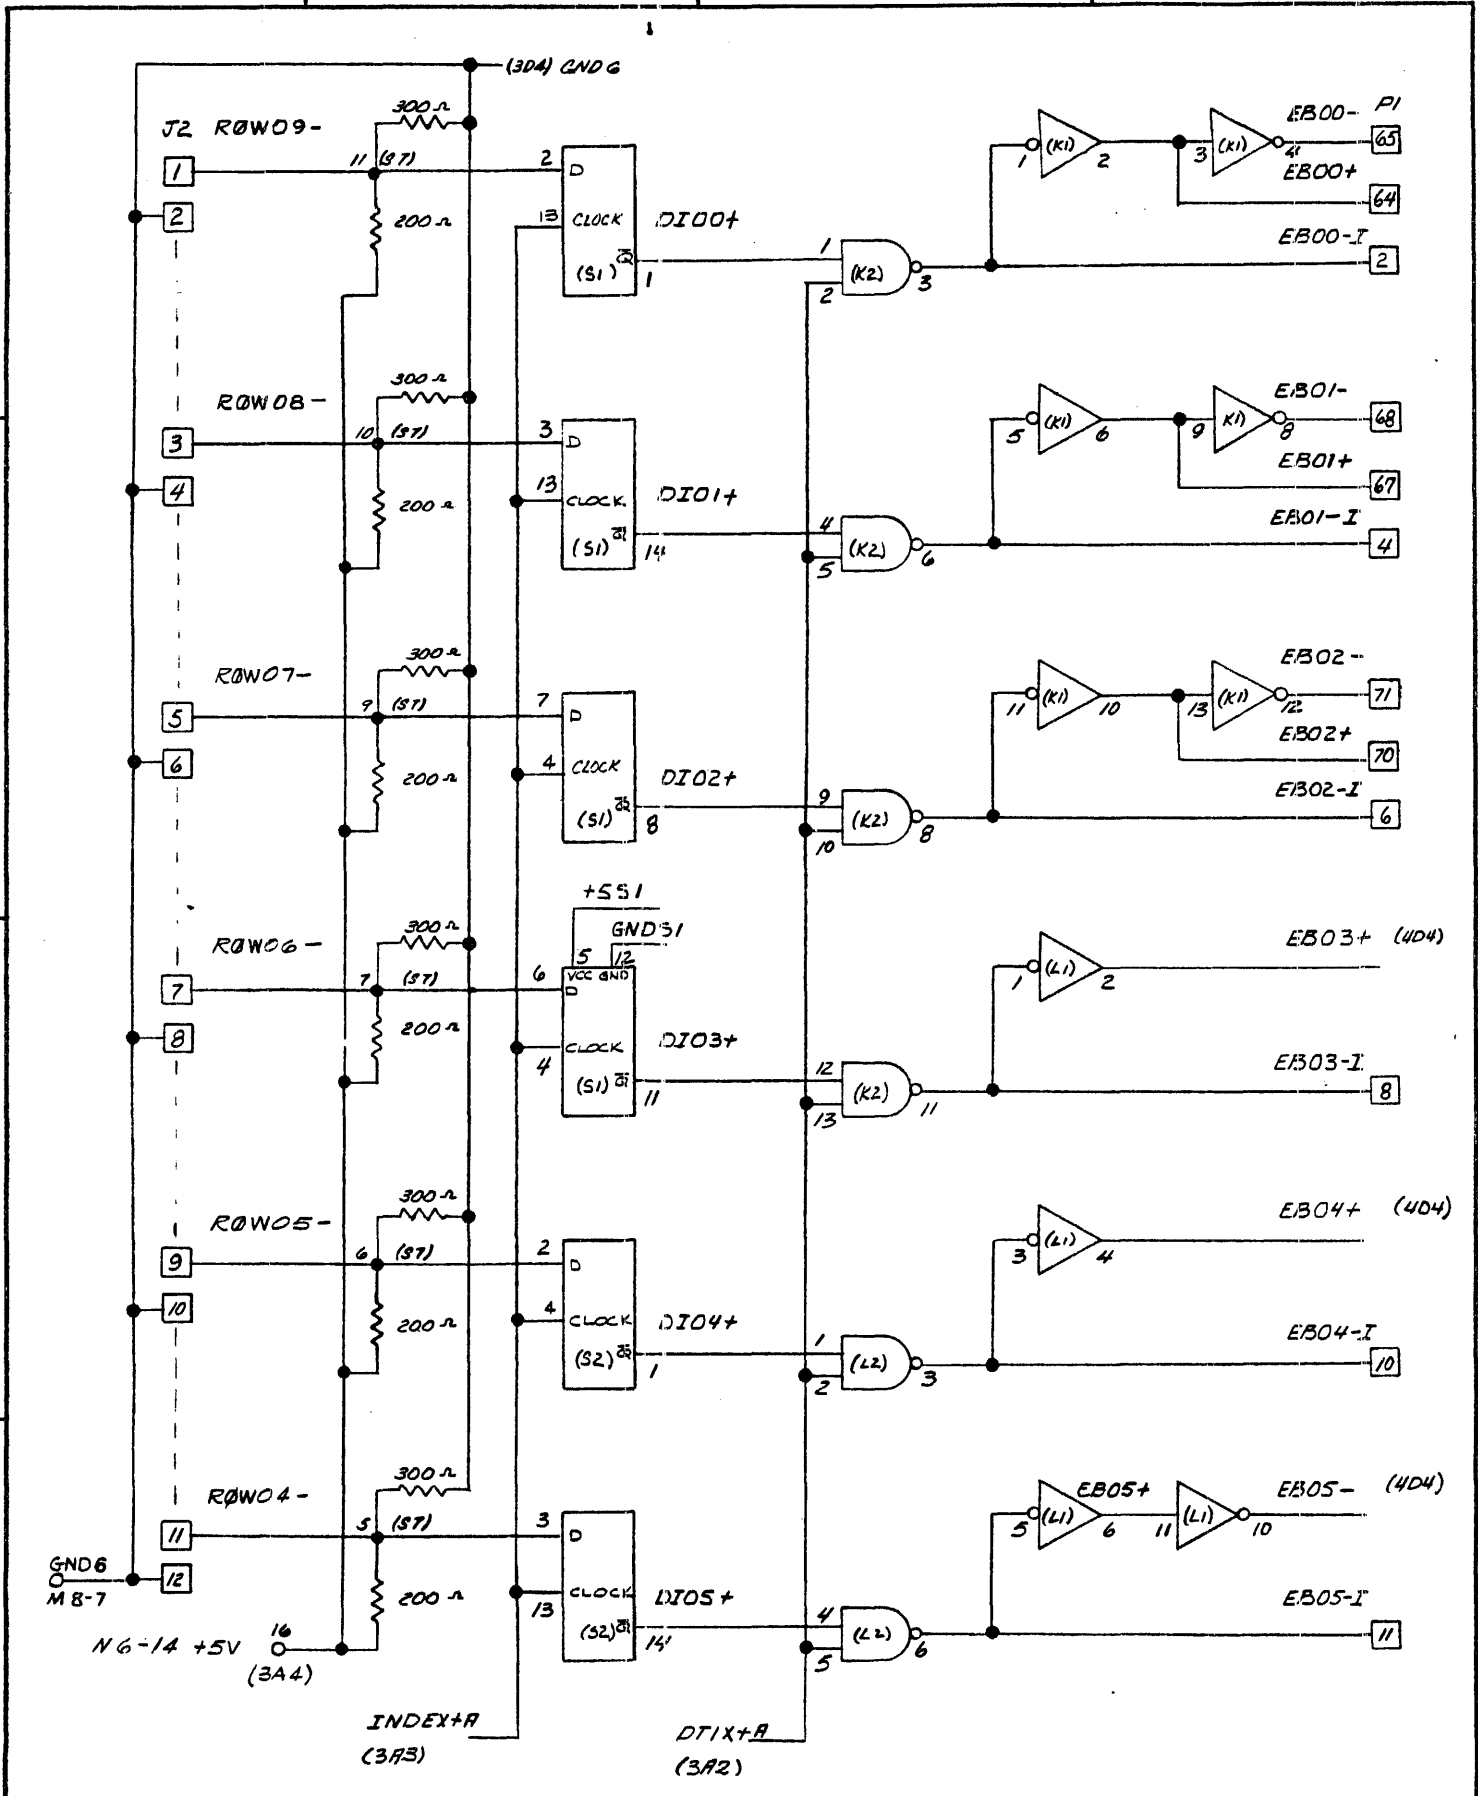 (3D4) GND6
300Ω
J2 RØW09-
EB00- P1
1 11 (S7) 2 D
200Ω
13 CLOCK
(S1) Q̅ 1
DI00+
1 (K2) 3
2
1 (K1) 2 3 (K1) 4 65
EB00+
64
EB00-I
2
2
300Ω
RØW08-
EB01-
3 10 (S7) 3 D
200Ω
13 CLOCK
(S1) Q̅ 14
DI01+
4 (K2) 6
5
5 (K1) 6 9 K1) 8 68
EB01+
67
EB01-I
4
4
300Ω
RØW07-
EB02-
5 9 (S7) 7 D
200Ω
4 CLOCK
(S1) Q̅ 8
DI02+
9 (K2) 8
10
11 (K1) 10 13 (K1) 12 71
EB02+
70
EB02-I
6
6
+5S1
GNDS1
5 12
VCC GND
300Ω
RØW06-
7 7 (S7) 6 D
200Ω
4 CLOCK
(S1) Q̅ 11
DI03+
12 (K2) 11
13
1 (L1) 2
EB03+ (4D4)
EB03-I
8
8
300Ω
RØW05-
9 6 (S7) 2 D
200Ω
4 CLOCK
(S2) Q̅ 1
DI04+
1 (L2) 3
2
3 (L1) 4
EB04+ (4D4)
EB04-I
10
10
300Ω
RØW04-
11 5 (S7) 3 D
200Ω
13 CLOCK
(S2) Q̅ 14
DI05+
4 (L2) 6
5
5 (L1) 6 EB05+ 11 (L1) 10
EB05- (4D4)
EB05-I
11
GND6
M8-7
12
N6-14 +5V 16
(3A4)
INDEX+A
(3A3)
DTIX+A
(3A2)